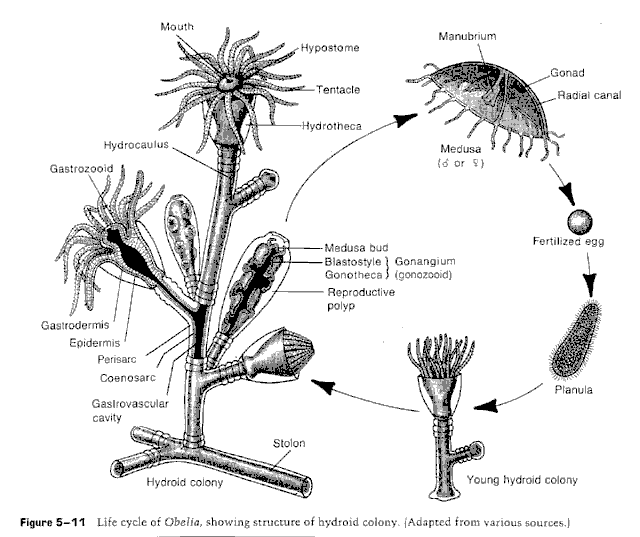 Mouth
Hypostome
Tentacle
Hydrotheca
Hydrocaulus
Gastrozooid
Manubrium
Gonad
Radial canal
Medusa
(♂ or ♀)
Fertilized egg
Medusa bud
Blastostyle } Gonangium
Gonotheca } (gonozooid)
Reproductive
polyp
Gastrodermis
Epidermis
Perisarc
Coenosarc
Gastrovascular
cavity
Planula
Stolon
Hydroid colony
Young hydroid colony
Figure 5–11 Life cycle of Obelia, showing structure of hydroid colony. (Adapted from various sources.)